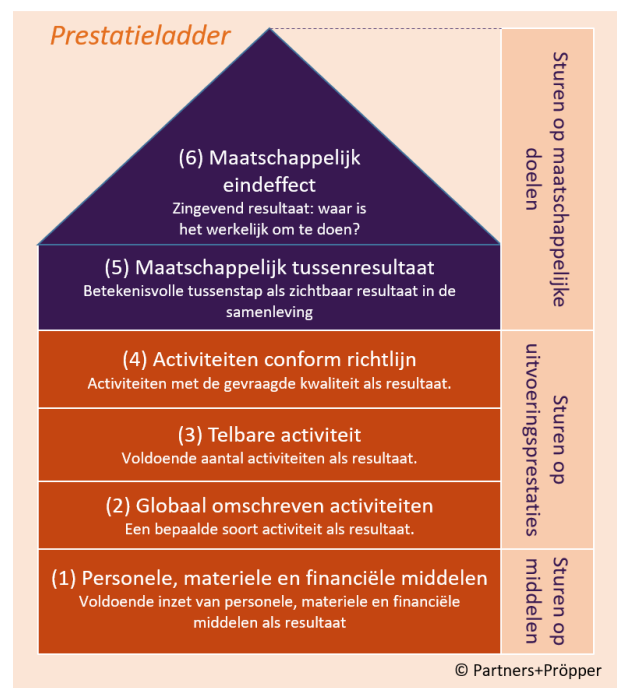 Prestatieladder
(6) Maatschappelijk
eindeffect
Zingevend resultaat: waar is
het werkelijk om te doen?
(5) Maatschappelijk tussenresultaat
Betekenisvolle tussenstap als zichtbaar resultaat in de
samenleving
Sturen op maatschappelijke
doelen
(4) Activiteiten conform richtlijn
Activiteiten met de gevraagde kwaliteit als resultaat.
(3) Telbare activiteit
Voldoende aantal activiteiten als resultaat.
(2) Globaal omschreven activiteiten
Een bepaalde soort activiteit als resultaat.
Sturen op
uitvoeringsprestaties
(1) Personele, materiele en financiële middelen
Voldoende inzet van personele, materiele en financiële
middelen als resultaat
Sturen op
middelen
© Partners+Pröpper